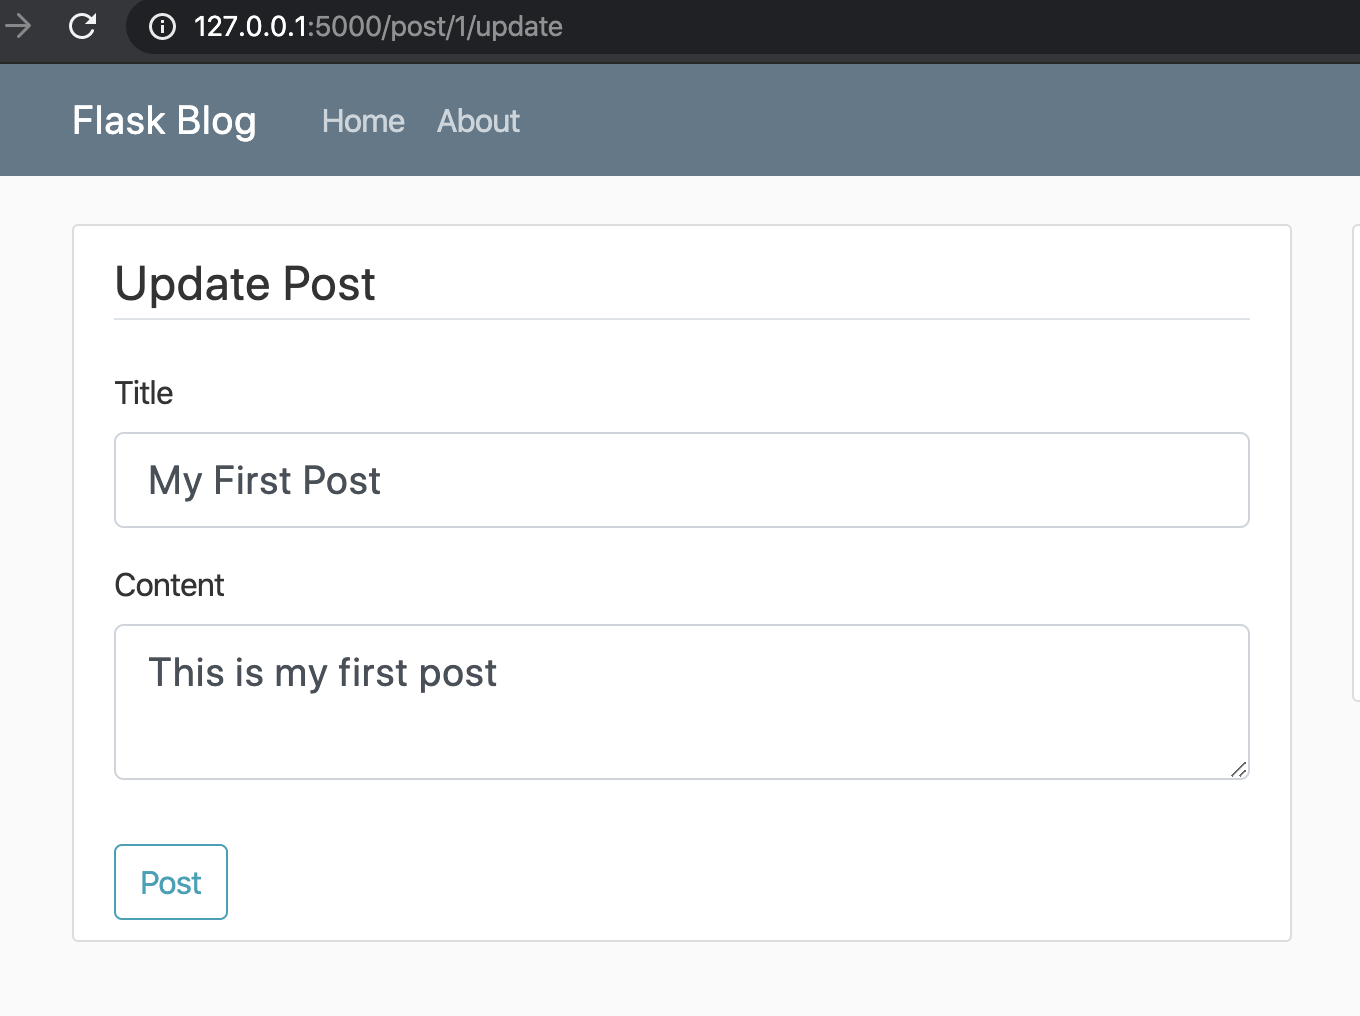 127.0.0.1:5000/post/1/update
Flask Blog Home About
Update Post
Title
My First Post
Content
This is my first post
Post